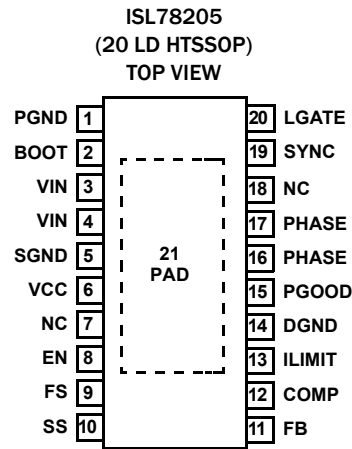 ISL78205
(20 LD HTSSOP)
TOP VIEW
PGND 1
BOOT 2
VIN 3
VIN 4
SGND 5
VCC 6
NC 7
EN 8
FS 9
SS 10
21
PAD
20 LGATE
19 SYNC
18 NC
17 PHASE
16 PHASE
15 PGOOD
14 DGND
13 ILIMIT
12 COMP
11 FB